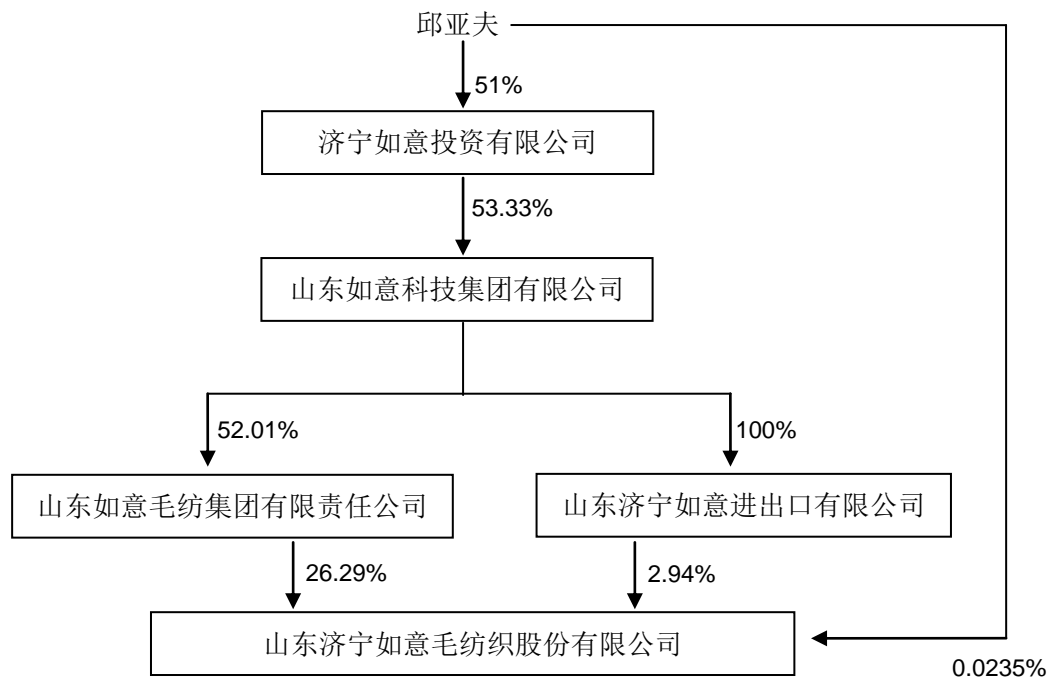 邱亚夫
51%
济宁如意投资有限公司
53.33%
山东如意科技集团有限公司
52.01%
100%
山东如意毛纺集团有限责任公司
山东济宁如意进出口有限公司
26.29%
2.94%
山东济宁如意毛纺织股份有限公司
0.0235%